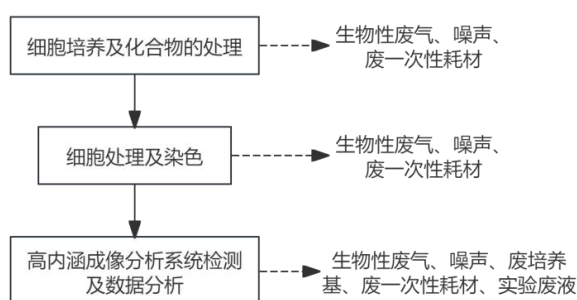 细胞培养及化合物的处理
生物性废气、噪声、
废一次性耗材
细胞处理及染色
生物性废气、噪声、
废一次性耗材
高内涵成像分析系统检测
及数据分析
生物性废气、噪声、废培养
基、废一次性耗材、实验废液